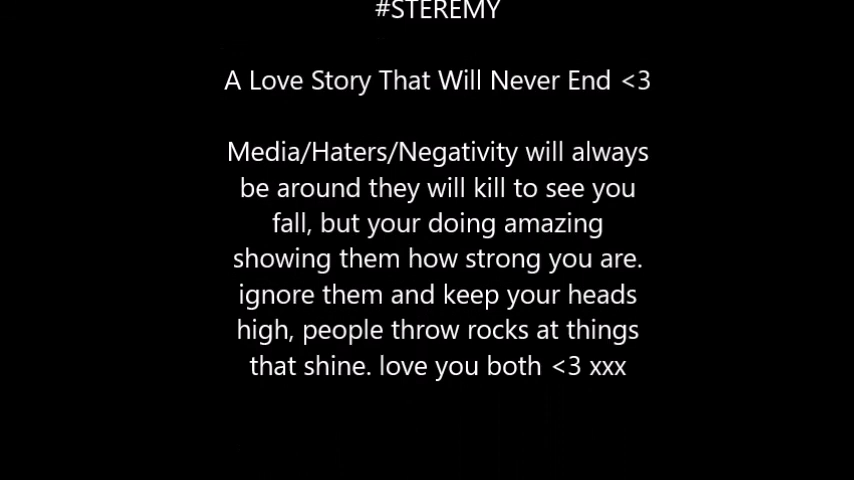 #STEREMY
A Love Story That Will Never End <3
Media/Haters/Negativity will always
be around they will kill to see you
fall, but your doing amazing
showing them how strong you are.
ignore them and keep your heads
high, people throw rocks at things
that shine. love you both <3 xxx